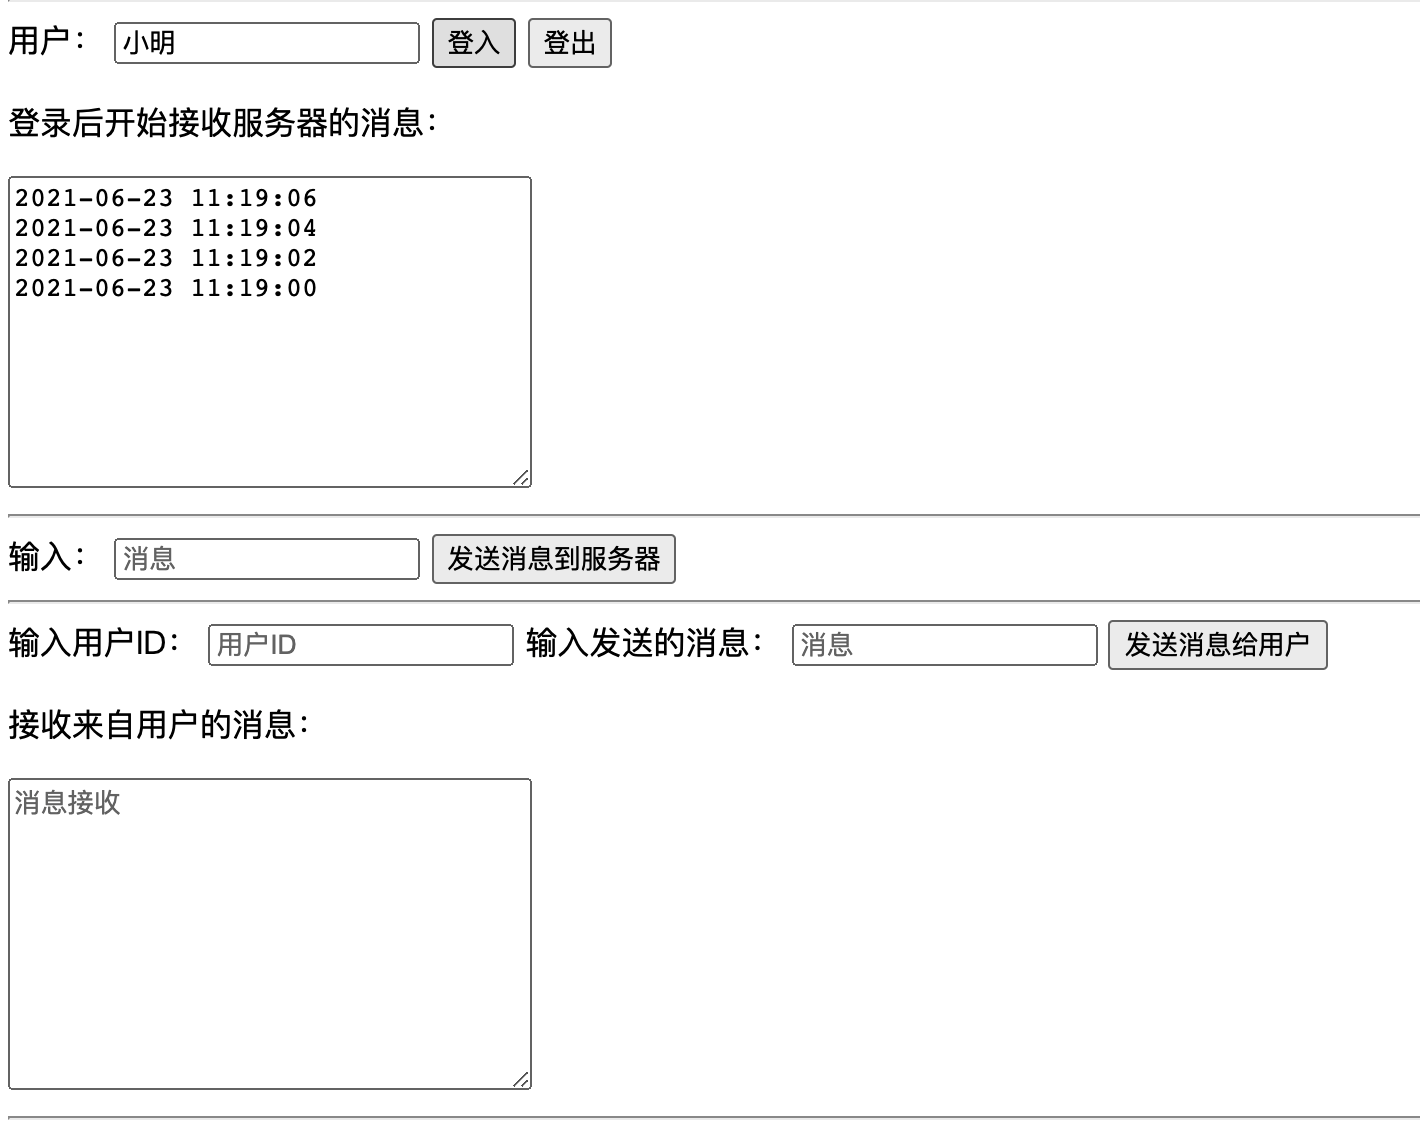 用户： 小明 登入 登出
登录后开始接收服务器的消息：
2021-06-23 11:19:06
2021-06-23 11:19:04
2021-06-23 11:19:02
2021-06-23 11:19:00
输入： 消息 发送消息到服务器
输入用户ID： 用户ID 输入发送的消息： 消息 发送消息给用户
接收来自用户的消息：
消息接收